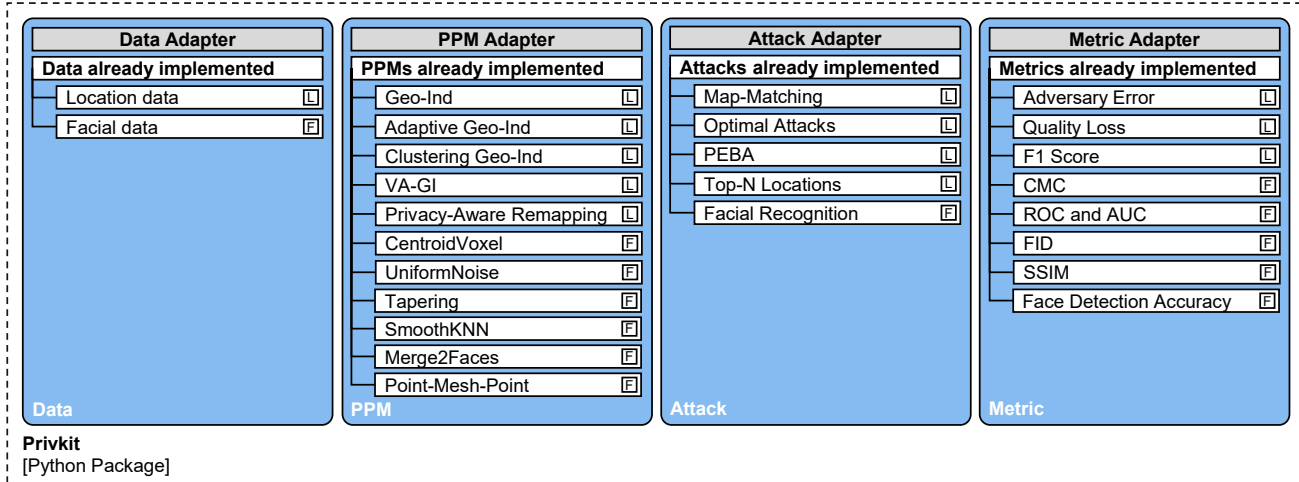 Data Adapter
Data already implemented
Location data L
Facial data F
Data
PPM Adapter
PPMs already implemented
Geo-Ind L
Adaptive Geo-Ind L
Clustering Geo-Ind L
VA-GI L
Privacy-Aware Remapping L
CentroidVoxel F
UniformNoise F
Tapering F
SmoothKNN F
Merge2Faces F
Point-Mesh-Point F
PPM
Attack Adapter
Attacks already implemented
Map-Matching L
Optimal Attacks L
PEBA L
Top-N Locations L
Facial Recognition F
Attack
Metric Adapter
Metrics already implemented
Adversary Error L
Quality Loss L
F1 Score L
CMC F
ROC and AUC F
FID F
SSIM F
Face Detection Accuracy F
Metric
Privkit
[Python Package]